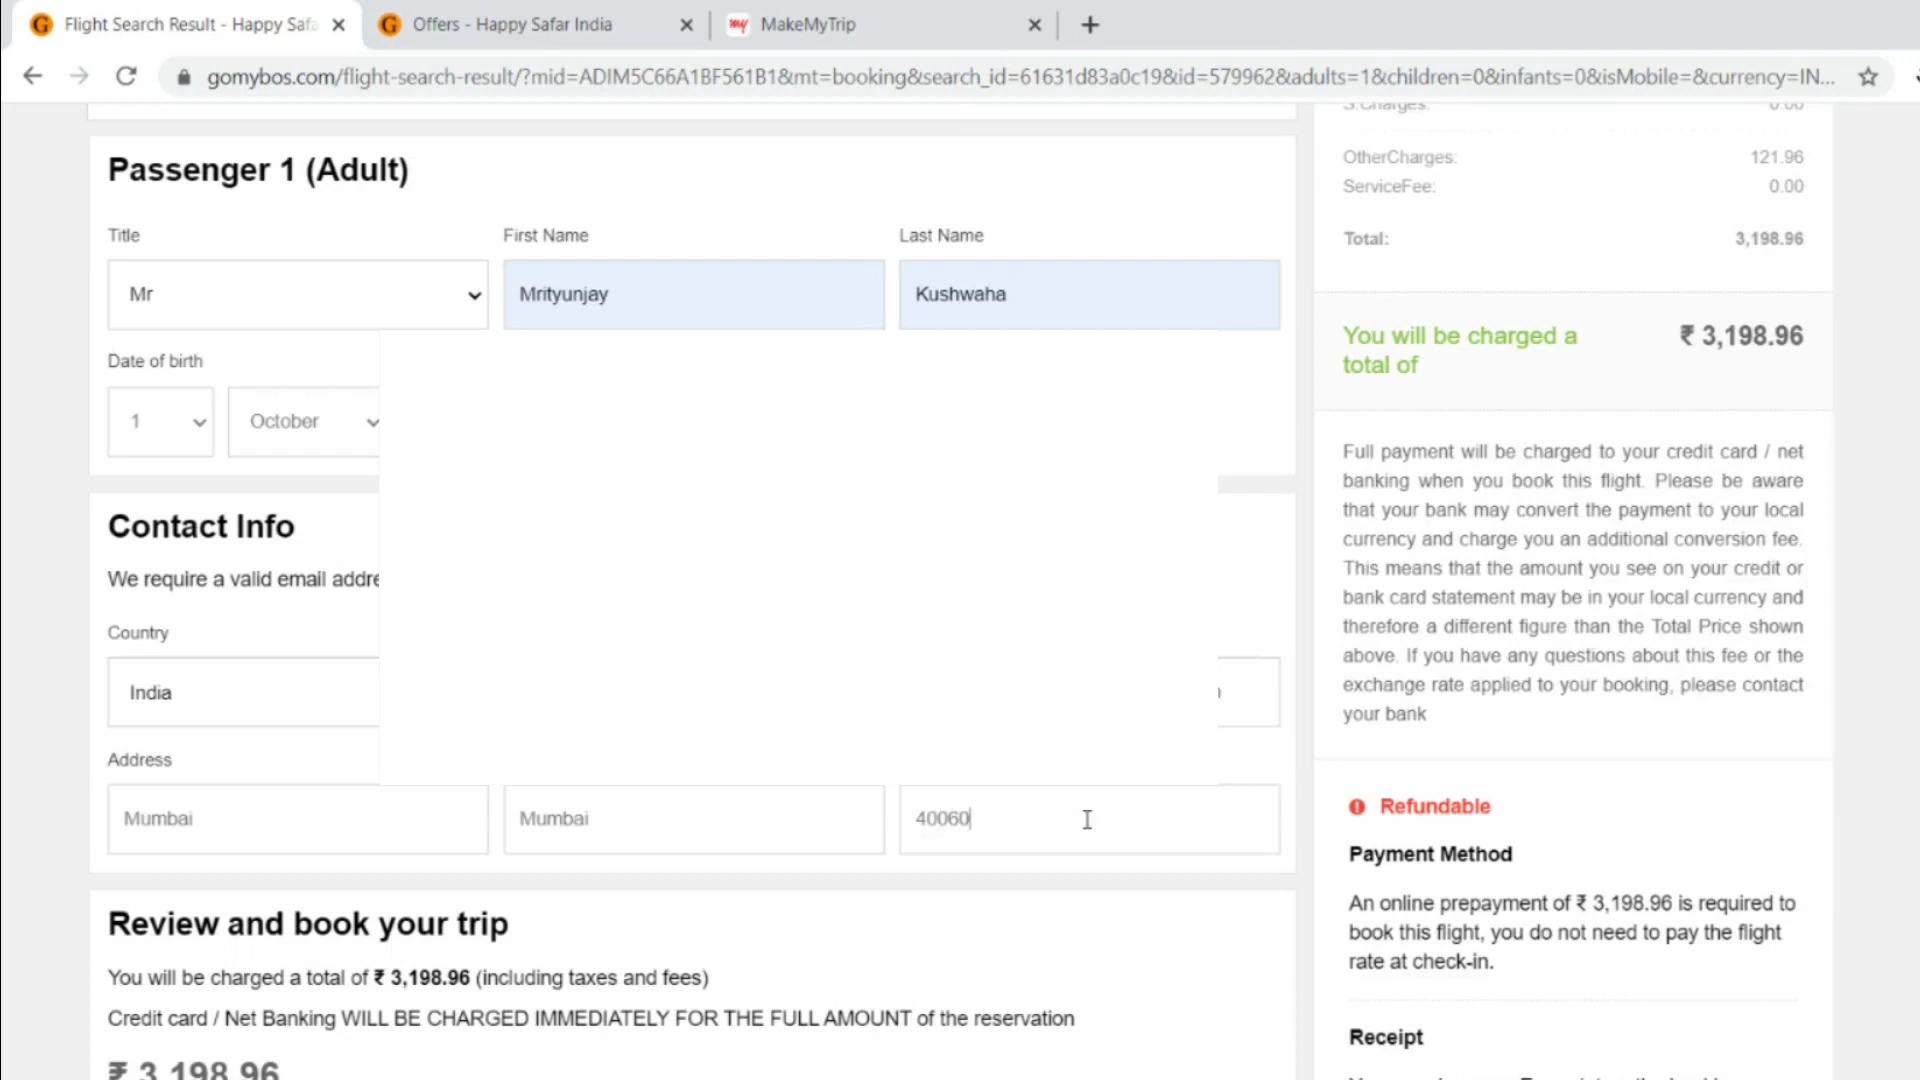 Flight Search Result - Happy Safa
Offers - Happy Safar India
my MakeMyTrip
gomybos.com/flight-search-result/?mid=ADIM5C66A1BF561B1&mt=booking&search_id=61631d83a0c19&id=579962&adults=1&children=0&infants=0&isMobile=&currency=IN...
Passenger 1 (Adult)
Title
First Name
Last Name
Mr
Mrityunjay
Kushwaha
Date of birth
1
October
Contact Info
We require a valid email addre
Country
India
Address
Mumbai
Mumbai
40060
Review and book your trip
You will be charged a total of ₹ 3,198.96 (including taxes and fees)
Credit card / Net Banking WILL BE CHARGED IMMEDIATELY FOR THE FULL AMOUNT of the reservation
₹ 3,198.96
S.Charges: 0.00
OtherCharges: 121.96
ServiceFee: 0.00
Total: 3,198.96
You will be charged a
total of
₹ 3,198.96
Full payment will be charged to your credit card / net
banking when you book this flight. Please be aware
that your bank may convert the payment to your local
currency and charge you an additional conversion fee.
This means that the amount you see on your credit or
bank card statement may be in your local currency and
therefore a different figure than the Total Price shown
above. If you have any questions about this fee or the
exchange rate applied to your booking, please contact
your bank
Refundable
Payment Method
An online prepayment of ₹ 3,198.96 is required to
book this flight, you do not need to pay the flight
rate at check-in.
Receipt